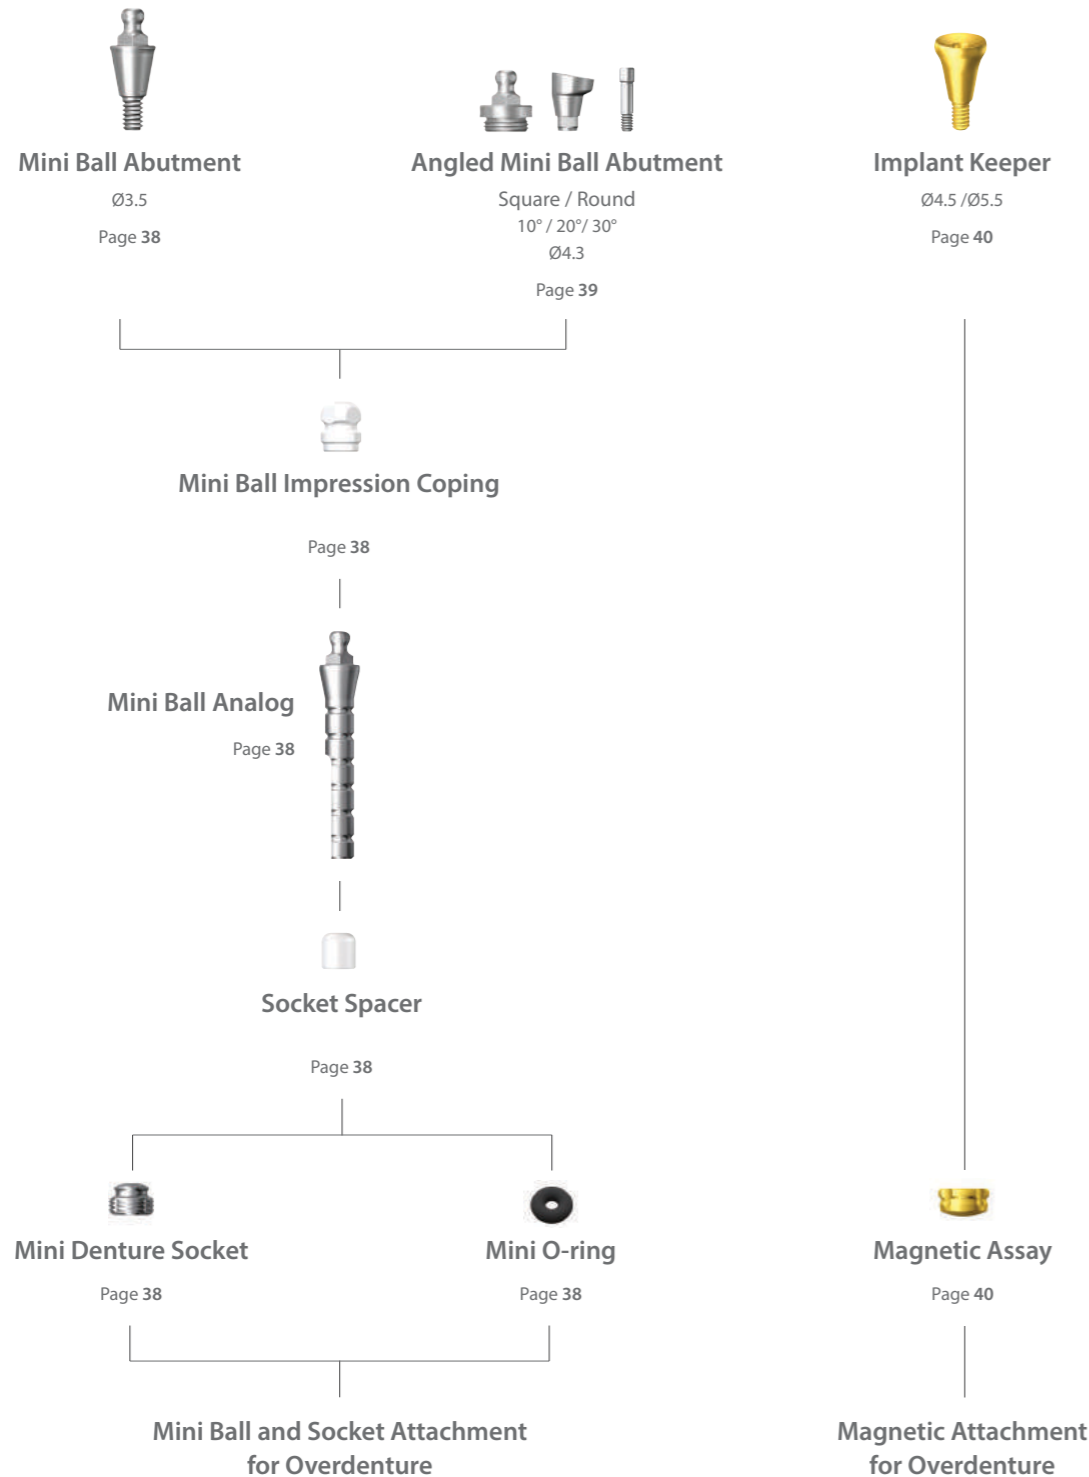 Mini Ball Abutment
Ø3.5
Page 38
Angled Mini Ball Abutment
Square / Round
10° / 20°/ 30°
Ø4.3
Page 39
Implant Keeper
Ø4.5 /Ø5.5
Page 40
Mini Ball Impression Coping
Page 38
Mini Ball Analog
Page 38
Socket Spacer
Page 38
Mini Denture Socket
Page 38
Mini O-ring
Page 38
Magnetic Assay
Page 40
Mini Ball and Socket Attachment
for Overdenture
Magnetic Attachment
for Overdenture